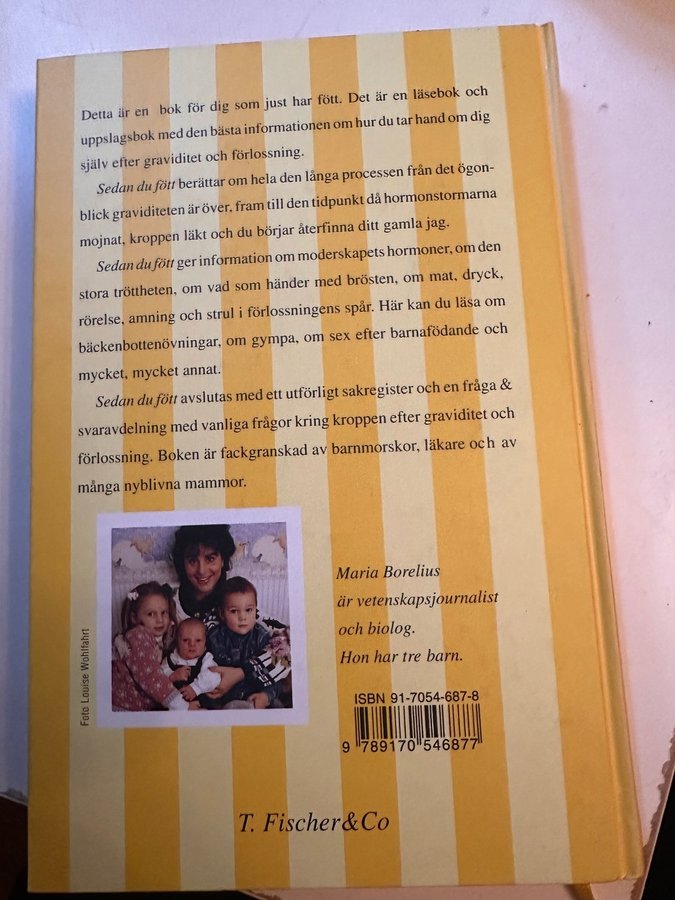 Detta är en bok för dig som just har fött. Det är en läsebok och
uppslagsbok med den bästa informationen om hur du tar hand om dig
själv efter graviditet och förlossning.
Sedan du fött berättar om hela den långa processen från det ögon-
blick graviditeten är över, fram till den tidpunkt då hormonstormarna
mojnat, kroppen läkt och du börjar återfinna ditt gamla jag.
Sedan du fött ger information om moderskapets hormoner, om den
stora tröttheten, om vad som händer med brösten, om mat, dryck,
rörelse, amning och strul i förlossningens spår. Här kan du läsa om
bäckenbottenövningar, om gympa, om sex efter barnafödande och
mycket, mycket annat.
Sedan du fött avslutas med ett utförligt sakregister och en fråga &
svaravdelning med vanliga frågor kring kroppen efter graviditet och
förlossning. Boken är fackgranskad av barnmorskor, läkare och av
många nyblivna mammor.
Foto Louise Wohlfahrt
Maria Borelius
är vetenskapsjournalist
och biolog.
Hon har tre barn.
ISBN 91-7054-687-8
9 789170 546877
T. Fischer&Co